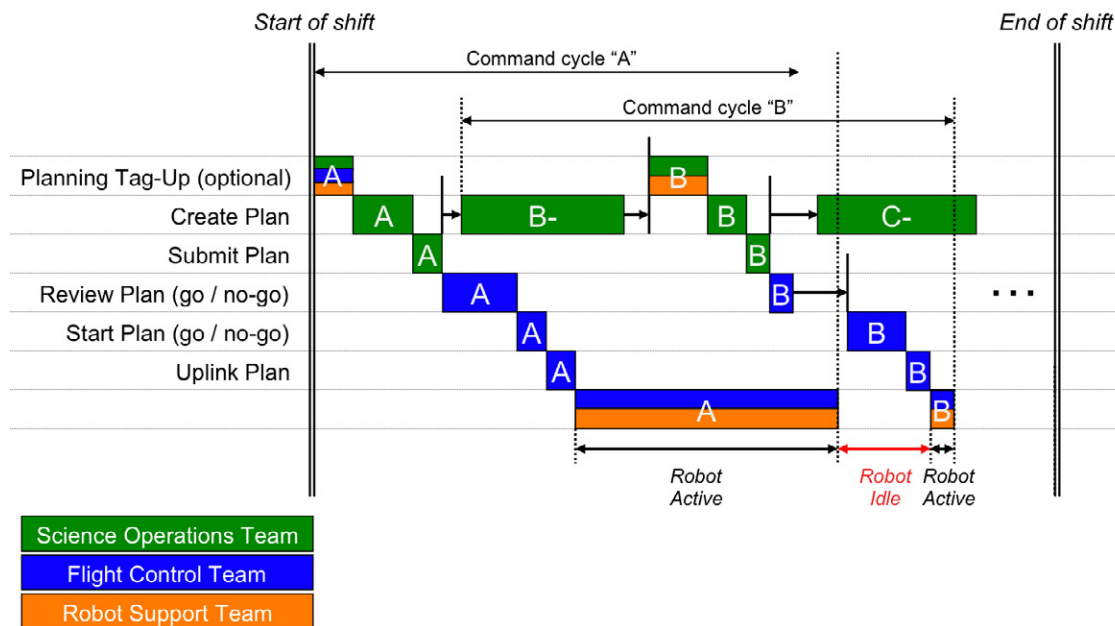 Start of shift
End of shift
Command cycle "A"
Command cycle "B"
Planning Tag-Up (optional)
A
B
Create Plan
A
B-
B
C-
Submit Plan
A
B
Review Plan (go / no-go)
A
B
...
Start Plan (go / no-go)
A
B
Uplink Plan
A
B
A
B
Robot
Active
Robot
Idle
Robot
Active
Science Operations Team
Flight Control Team
Robot Support Team